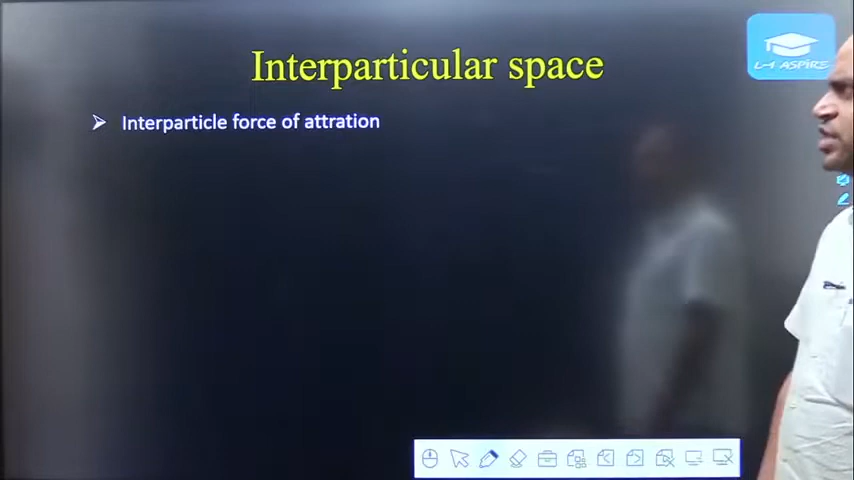 Interparticular space
L-1 ASPIRE
Interparticle force of attration